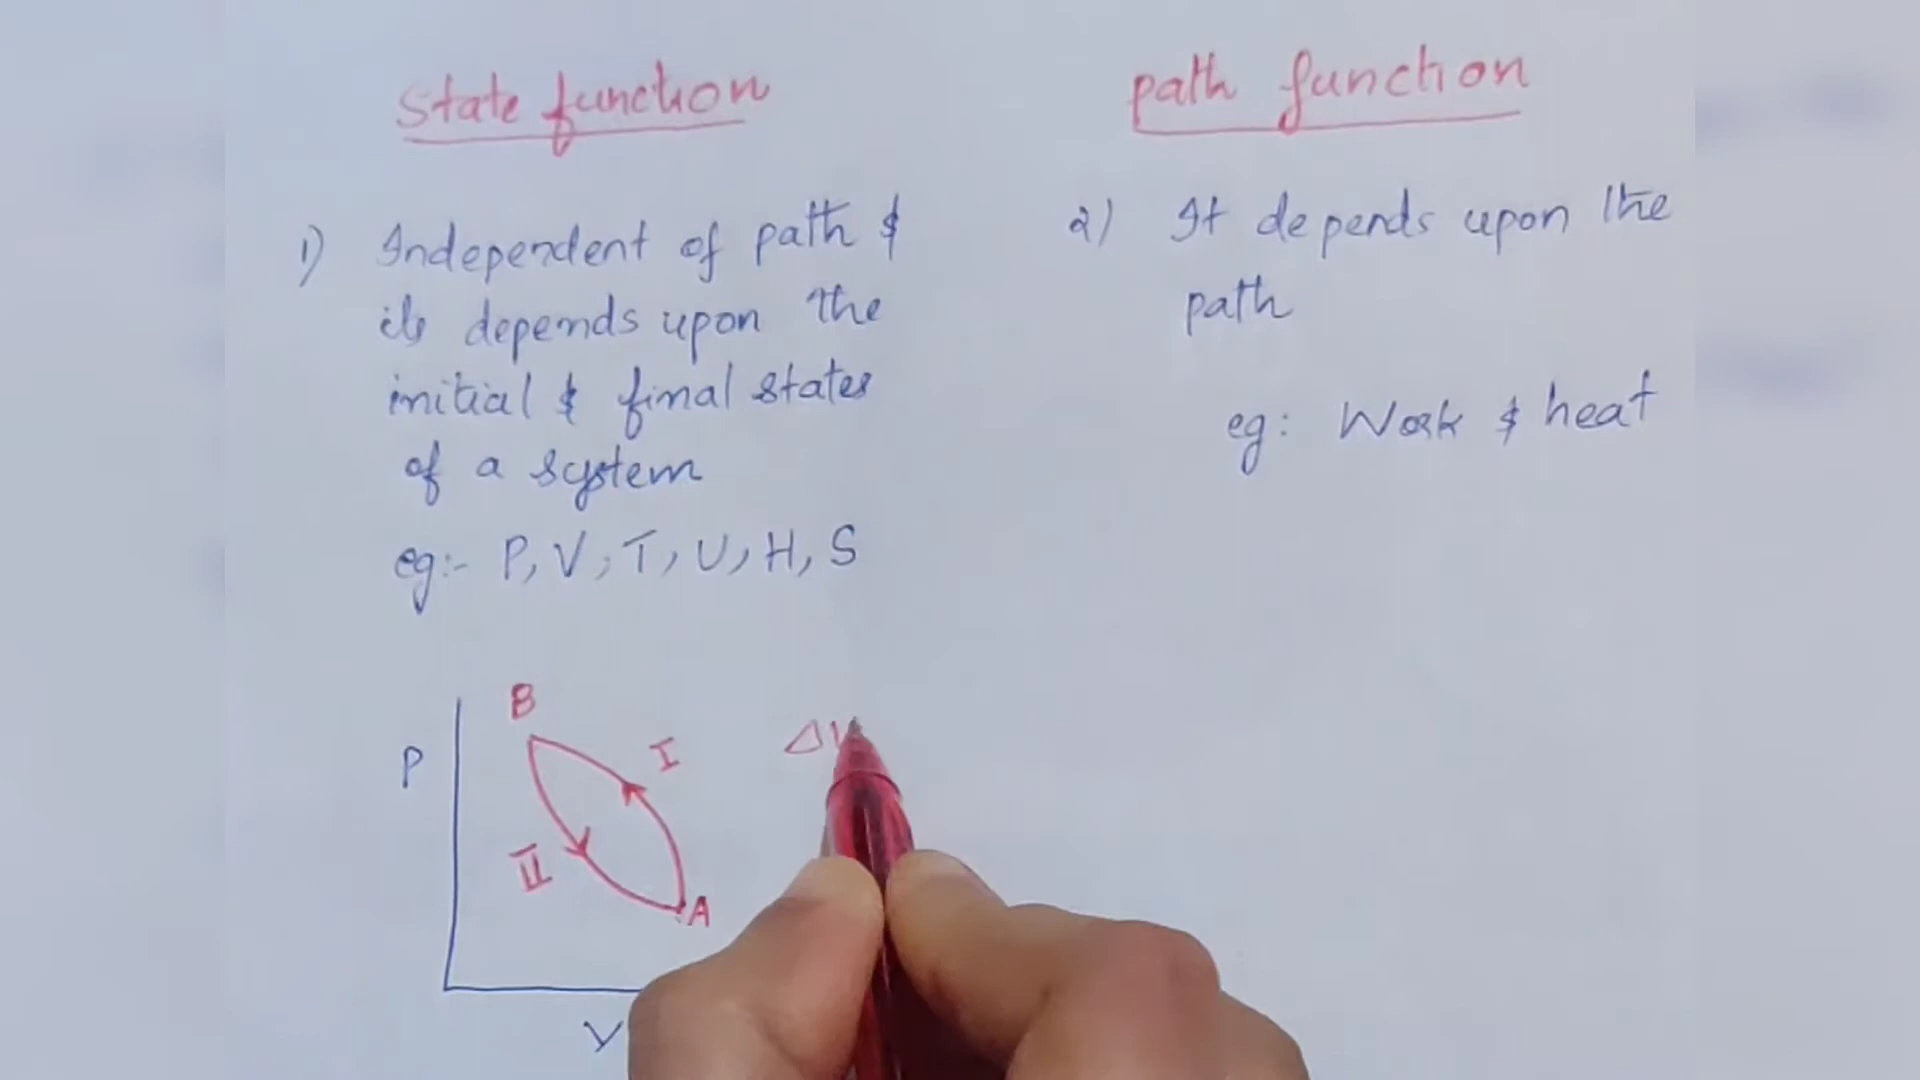 State function
1) Independent of path &
its depends upon the
initial & final states
of a system
eg:- P, V, T, U, H, S
path function
2) It depends upon the
path
eg: Work & heat
B
P
I
II
A
V
Δ